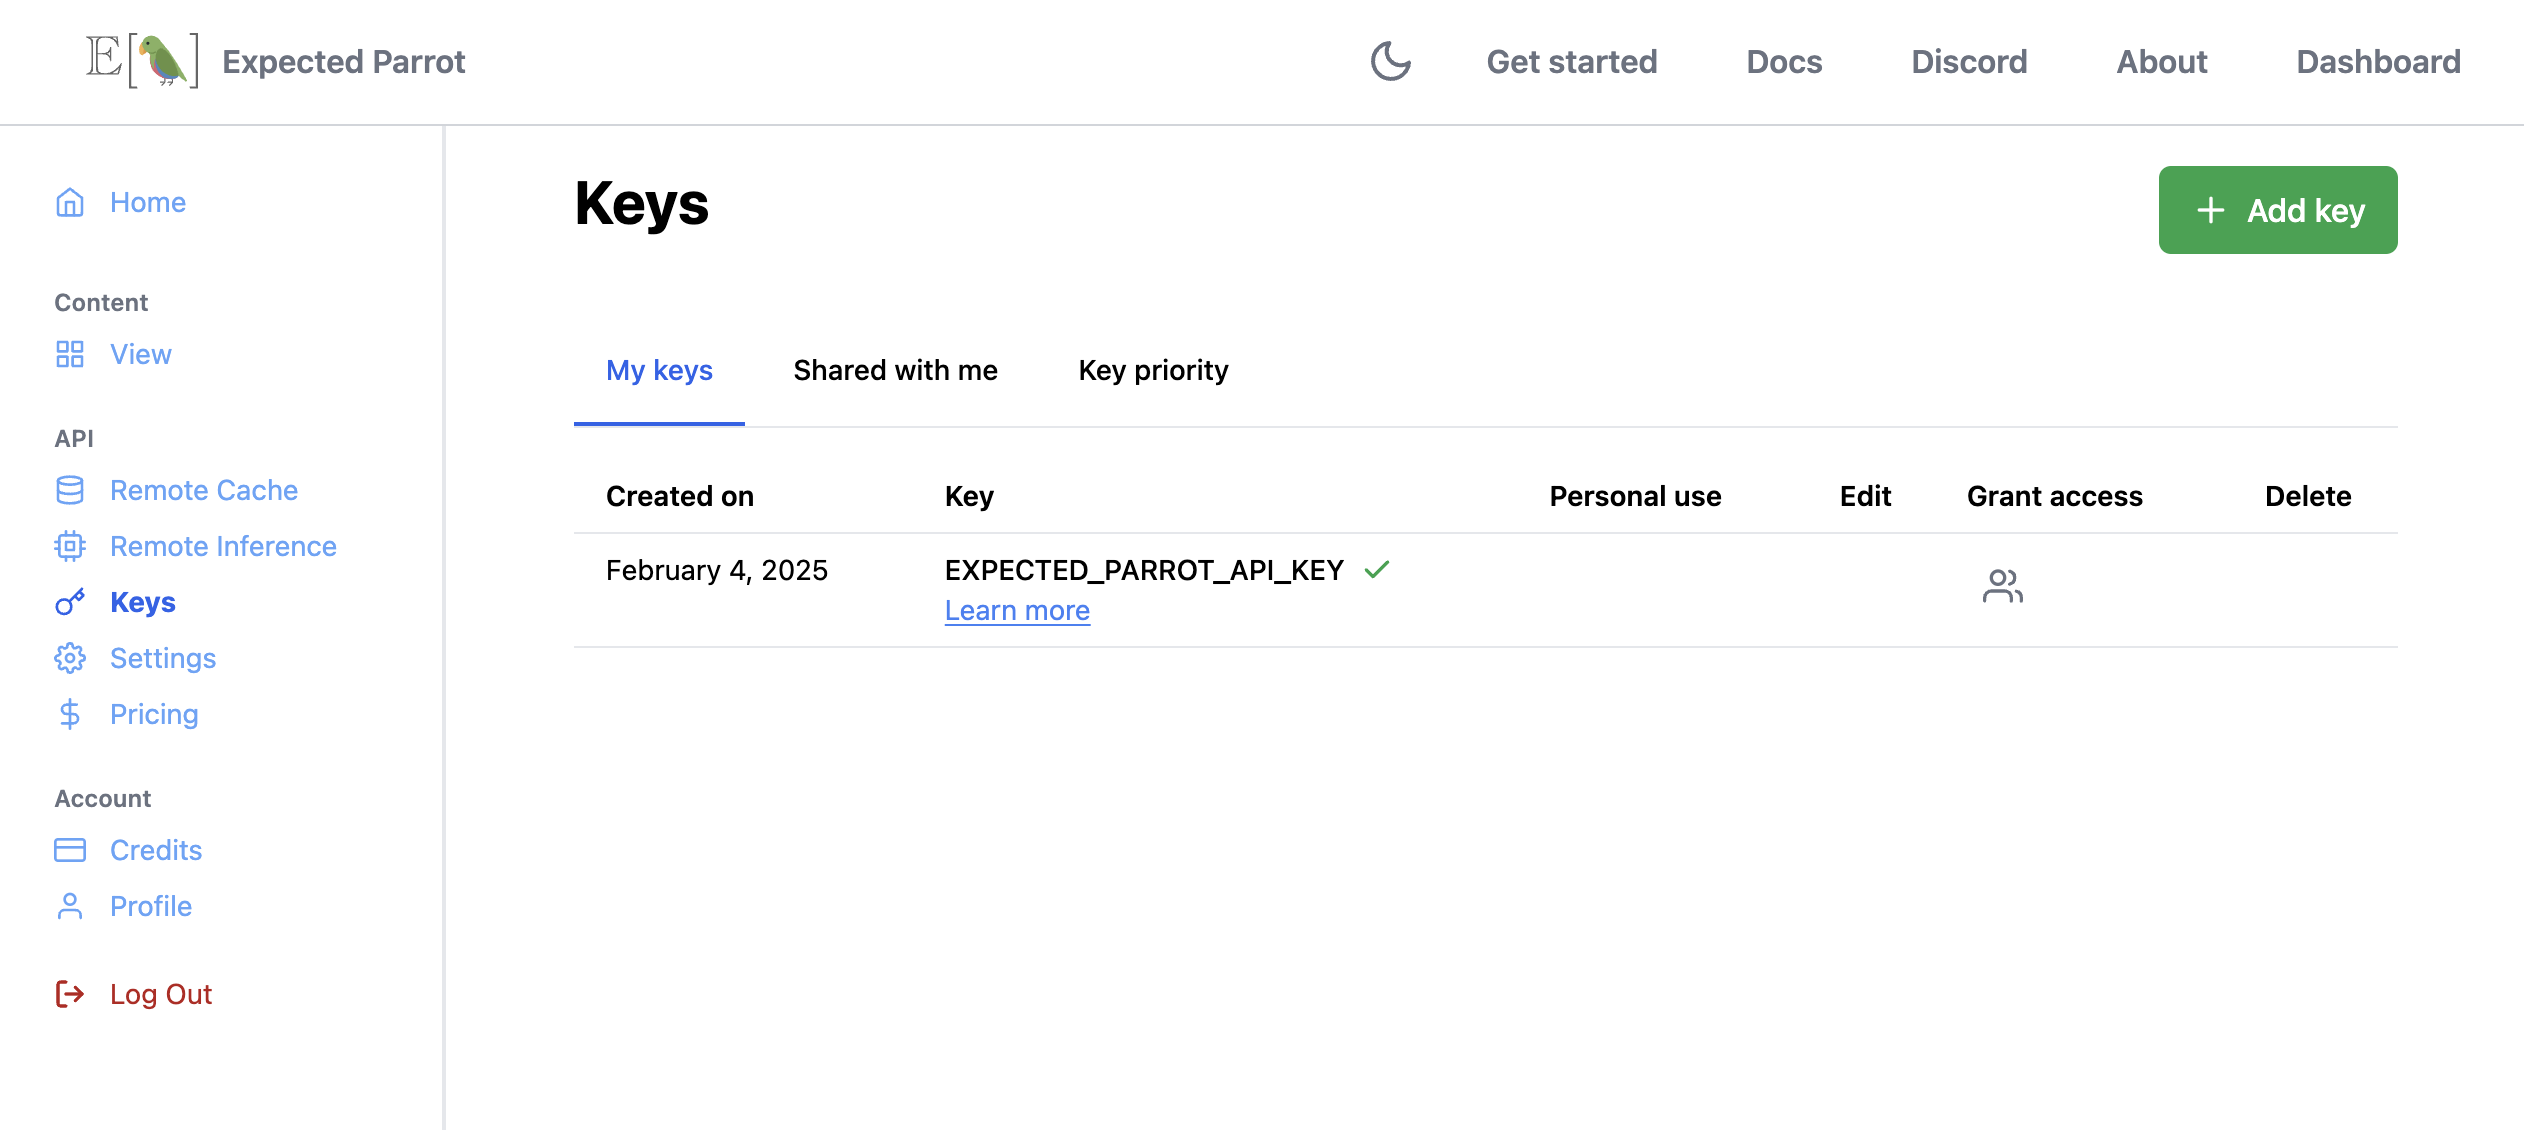 E[ ] Expected Parrot
Get started
Docs
Discord
About
Dashboard
Home
Content
View
API
Remote Cache
Remote Inference
Keys
Settings
Pricing
Account
Credits
Profile
Log Out
Keys
+ Add key
My keys
Shared with me
Key priority
Created on Key Personal use Edit Grant access Delete
February 4, 2025 EXPECTED_PARROT_API_KEY
Learn more